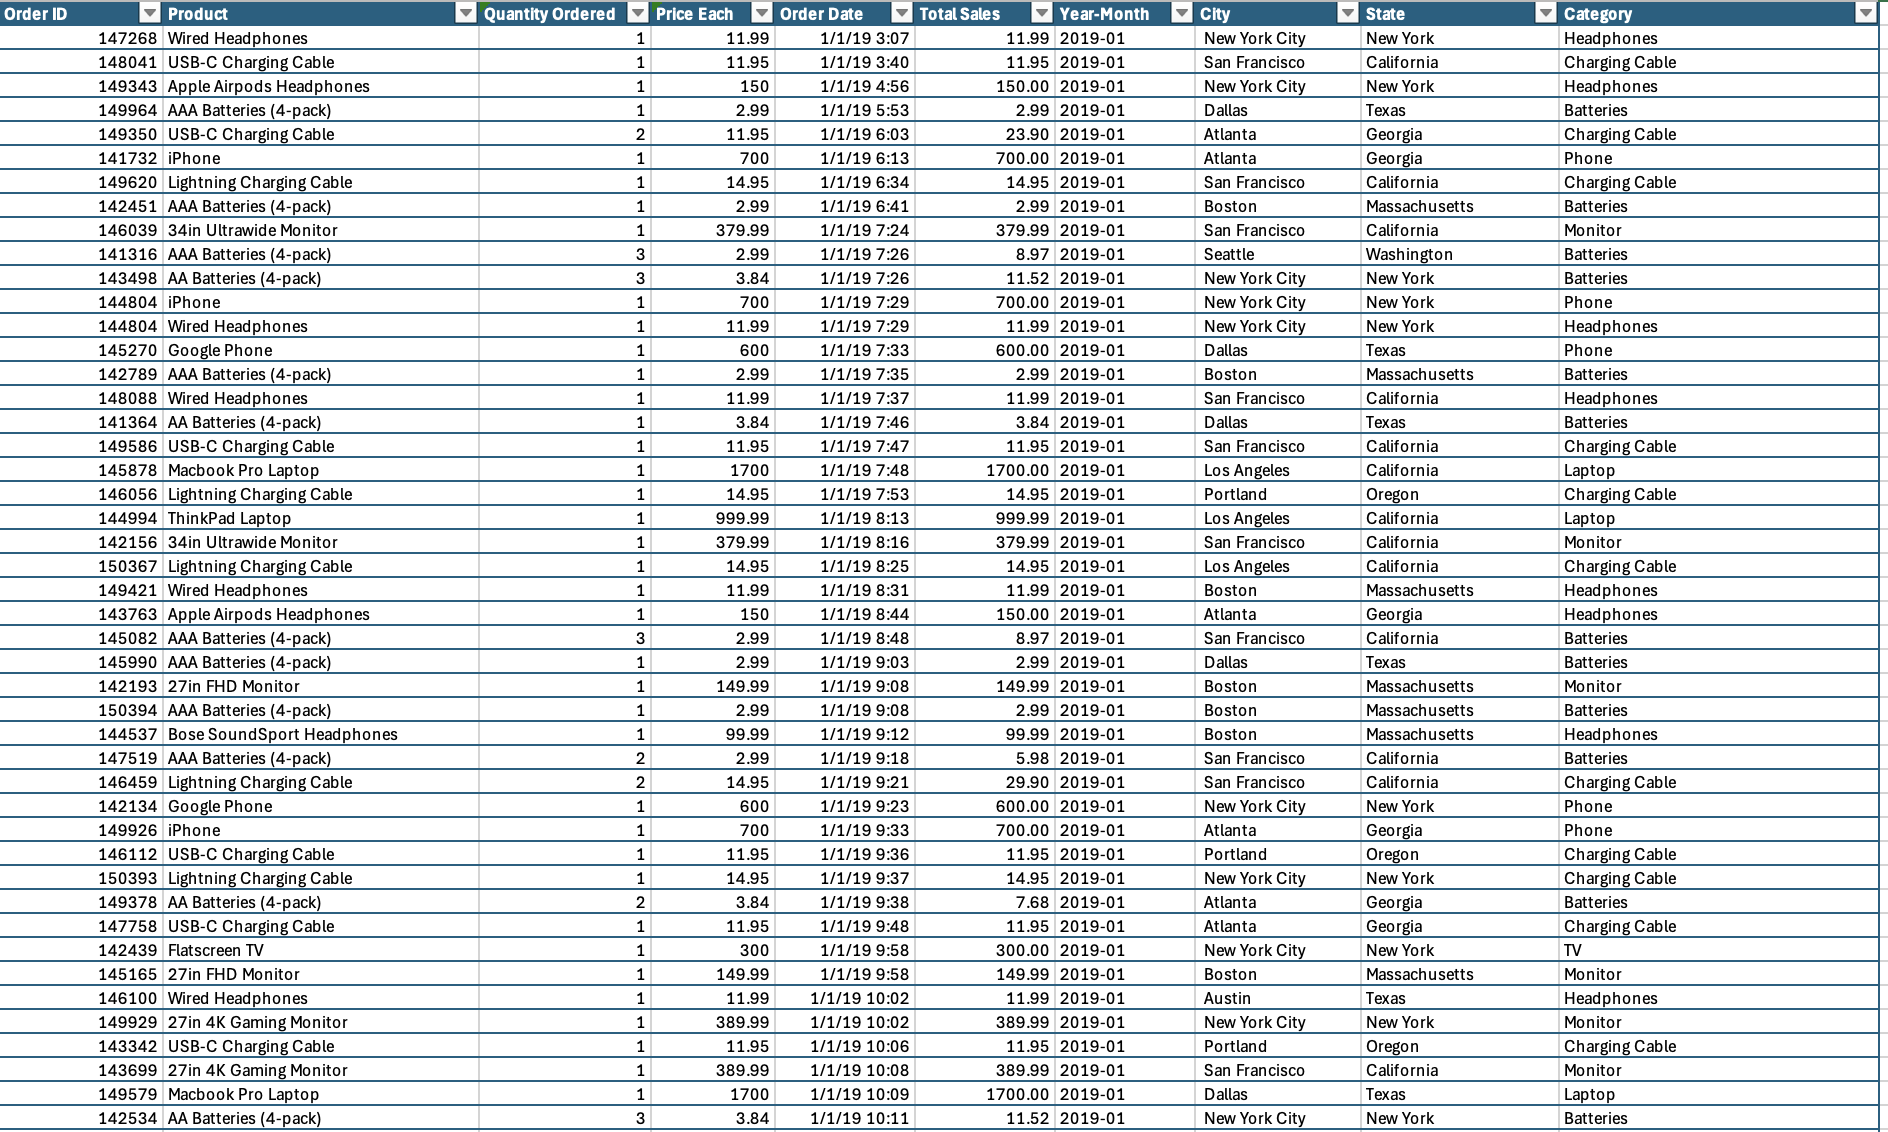 Order ID Product Quantity Ordered Price Each Order Date Total Sales Year-Month City State Category
147268 Wired Headphones 1 11.99 1/1/19 3:07 11.99 2019-01 New York City New York Headphones
148041 USB-C Charging Cable 1 11.95 1/1/19 3:40 11.95 2019-01 San Francisco California Charging Cable
149343 Apple Airpods Headphones 1 150 1/1/19 4:56 150.00 2019-01 New York City New York Headphones
149964 AAA Batteries (4-pack) 1 2.99 1/1/19 5:53 2.99 2019-01 Dallas Texas Batteries
149350 USB-C Charging Cable 2 11.95 1/1/19 6:03 23.90 2019-01 Atlanta Georgia Charging Cable
141732 iPhone 1 700 1/1/19 6:13 700.00 2019-01 Atlanta Georgia Phone
149620 Lightning Charging Cable 1 14.95 1/1/19 6:34 14.95 2019-01 San Francisco California Charging Cable
142451 AAA Batteries (4-pack) 1 2.99 1/1/19 6:41 2.99 2019-01 Boston Massachusetts Batteries
146039 34in Ultrawide Monitor 1 379.99 1/1/19 7:24 379.99 2019-01 San Francisco California Monitor
141316 AAA Batteries (4-pack) 3 2.99 1/1/19 7:26 8.97 2019-01 Seattle Washington Batteries
143498 AA Batteries (4-pack) 3 3.84 1/1/19 7:26 11.52 2019-01 New York City New York Batteries
144804 iPhone 1 700 1/1/19 7:29 700.00 2019-01 New York City New York Phone
144804 Wired Headphones 1 11.99 1/1/19 7:29 11.99 2019-01 New York City New York Headphones
145270 Google Phone 1 600 1/1/19 7:33 600.00 2019-01 Dallas Texas Phone
142789 AAA Batteries (4-pack) 1 2.99 1/1/19 7:35 2.99 2019-01 Boston Massachusetts Batteries
148088 Wired Headphones 1 11.99 1/1/19 7:37 11.99 2019-01 San Francisco California Headphones
141364 AA Batteries (4-pack) 1 3.84 1/1/19 7:46 3.84 2019-01 Dallas Texas Batteries
149586 USB-C Charging Cable 1 11.95 1/1/19 7:47 11.95 2019-01 San Francisco California Charging Cable
145878 Macbook Pro Laptop 1 1700 1/1/19 7:48 1700.00 2019-01 Los Angeles California Laptop
146056 Lightning Charging Cable 1 14.95 1/1/19 7:53 14.95 2019-01 Portland Oregon Charging Cable
144994 ThinkPad Laptop 1 999.99 1/1/19 8:13 999.99 2019-01 Los Angeles California Laptop
142156 34in Ultrawide Monitor 1 379.99 1/1/19 8:16 379.99 2019-01 San Francisco California Monitor
150367 Lightning Charging Cable 1 14.95 1/1/19 8:25 14.95 2019-01 Los Angeles California Charging Cable
149421 Wired Headphones 1 11.99 1/1/19 8:31 11.99 2019-01 Boston Massachusetts Headphones
143763 Apple Airpods Headphones 1 150 1/1/19 8:44 150.00 2019-01 Atlanta Georgia Headphones
145082 AAA Batteries (4-pack) 3 2.99 1/1/19 8:48 8.97 2019-01 San Francisco California Batteries
145990 AAA Batteries (4-pack) 1 2.99 1/1/19 9:03 2.99 2019-01 Dallas Texas Batteries
142193 27in FHD Monitor 1 149.99 1/1/19 9:08 149.99 2019-01 Boston Massachusetts Monitor
150394 AAA Batteries (4-pack) 1 2.99 1/1/19 9:08 2.99 2019-01 Boston Massachusetts Batteries
144537 Bose SoundSport Headphones 1 99.99 1/1/19 9:12 99.99 2019-01 Boston Massachusetts Headphones
147519 AAA Batteries (4-pack) 2 2.99 1/1/19 9:18 5.98 2019-01 San Francisco California Batteries
146459 Lightning Charging Cable 2 14.95 1/1/19 9:21 29.90 2019-01 San Francisco California Charging Cable
142134 Google Phone 1 600 1/1/19 9:23 600.00 2019-01 New York City New York Phone
149926 iPhone 1 700 1/1/19 9:33 700.00 2019-01 Atlanta Georgia Phone
146112 USB-C Charging Cable 1 11.95 1/1/19 9:36 11.95 2019-01 Portland Oregon Charging Cable
150393 Lightning Charging Cable 1 14.95 1/1/19 9:37 14.95 2019-01 New York City New York Charging Cable
149378 AA Batteries (4-pack) 2 3.84 1/1/19 9:38 7.68 2019-01 Atlanta Georgia Batteries
147758 USB-C Charging Cable 1 11.95 1/1/19 9:48 11.95 2019-01 Atlanta Georgia Charging Cable
142439 Flatscreen TV 1 300 1/1/19 9:58 300.00 2019-01 New York City New York TV
145165 27in FHD Monitor 1 149.99 1/1/19 9:58 149.99 2019-01 Boston Massachusetts Monitor
146100 Wired Headphones 1 11.99 1/1/19 10:02 11.99 2019-01 Austin Texas Headphones
149929 27in 4K Gaming Monitor 1 389.99 1/1/19 10:02 389.99 2019-01 New York City New York Monitor
143342 USB-C Charging Cable 1 11.95 1/1/19 10:06 11.95 2019-01 Portland Oregon Charging Cable
143699 27in 4K Gaming Monitor 1 389.99 1/1/19 10:08 389.99 2019-01 San Francisco California Monitor
149579 Macbook Pro Laptop 1 1700 1/1/19 10:09 1700.00 2019-01 Dallas Texas Laptop
142534 AA Batteries (4-pack) 3 3.84 1/1/19 10:11 11.52 2019-01 New York City New York Batteries